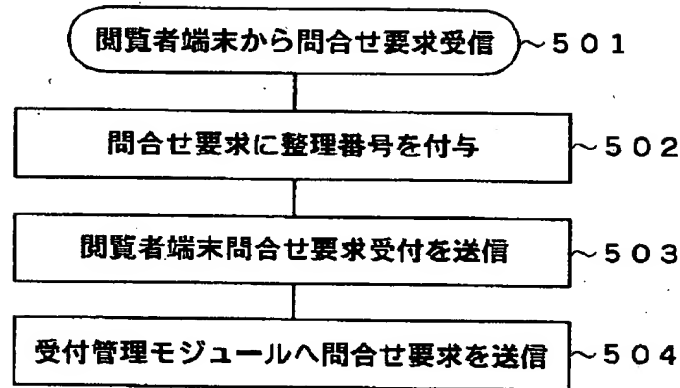 閲覧者端末から問合せ要求受信 ～501
問合せ要求に整理番号を付与 ～502
閲覧者端末問合せ要求受付を送信 ～503
受付管理モジュールへ問合せ要求を送信 ～504